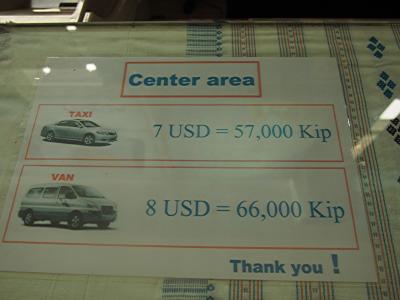 Center area
TAXI
7 USD = 57,000 Kip
VAN
8 USD = 66,000 Kip
Thank you !